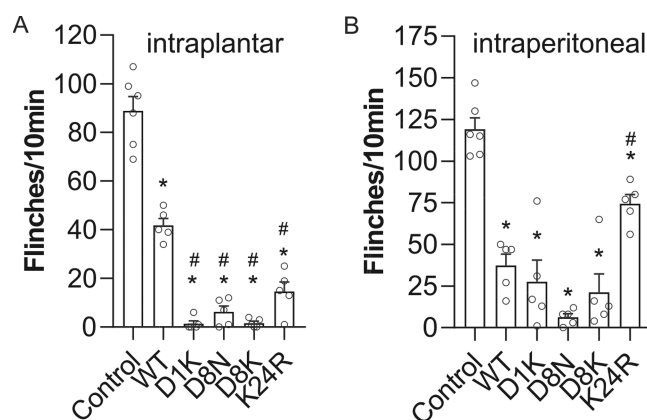 A
intraplantar
Flinches/10min
120
100
80
60
40
20
0
*
#
*
#
*
#
*
#
*
Control
WT
D1K
D8N
D8K
K24R
B
intraperitoneal
Flinches/10min
175
150
125
100
75
50
25
0
*
*
*
*
#
*
Control
WT
D1K
D8N
D8K
K24R